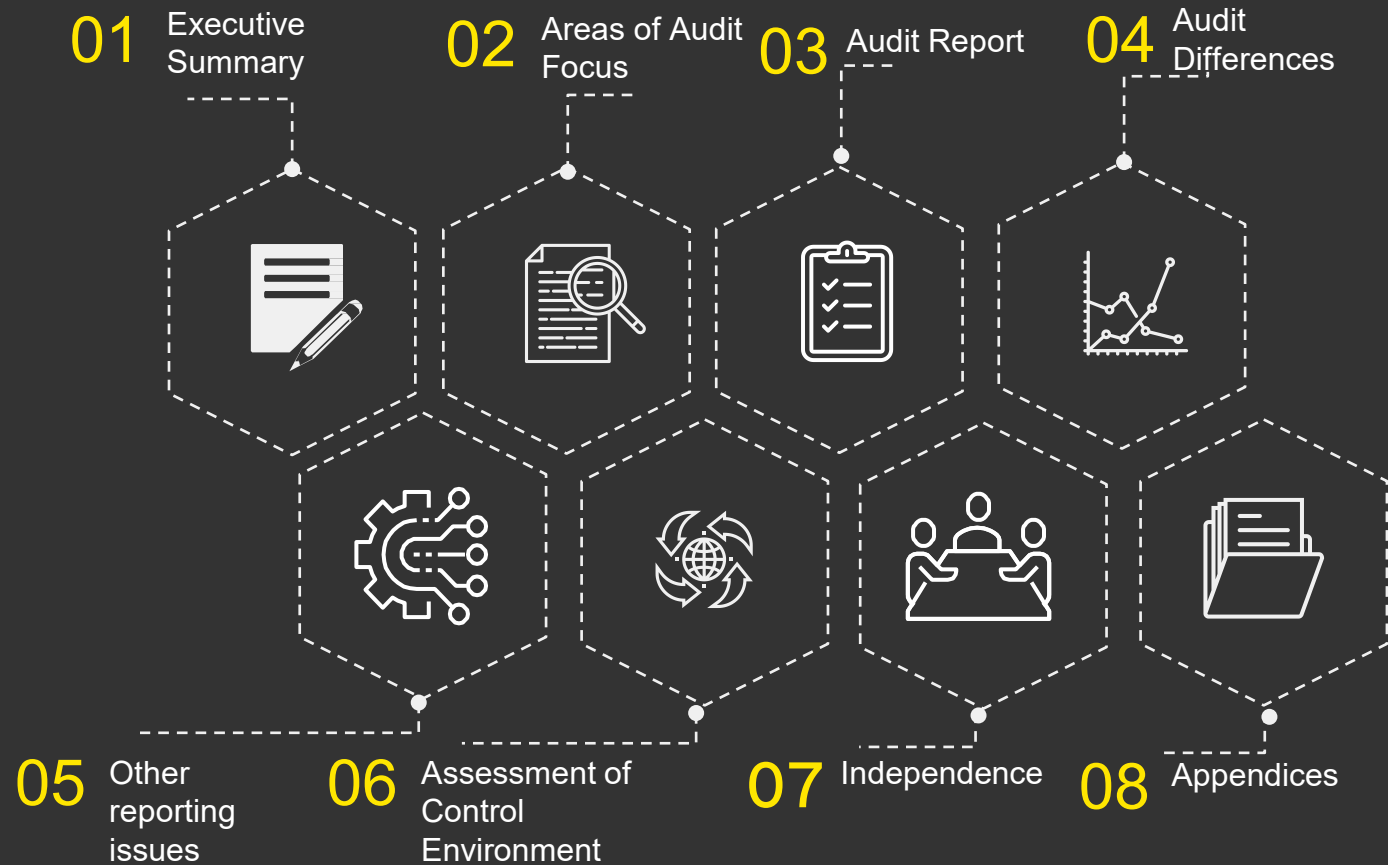 01
Executive
Summary
02
Areas of Audit
Focus
03
Audit Report
04
Audit
Differences
05
Other
reporting
issues
06
Assessment of
Control
Environment
07
Independence
08
Appendices